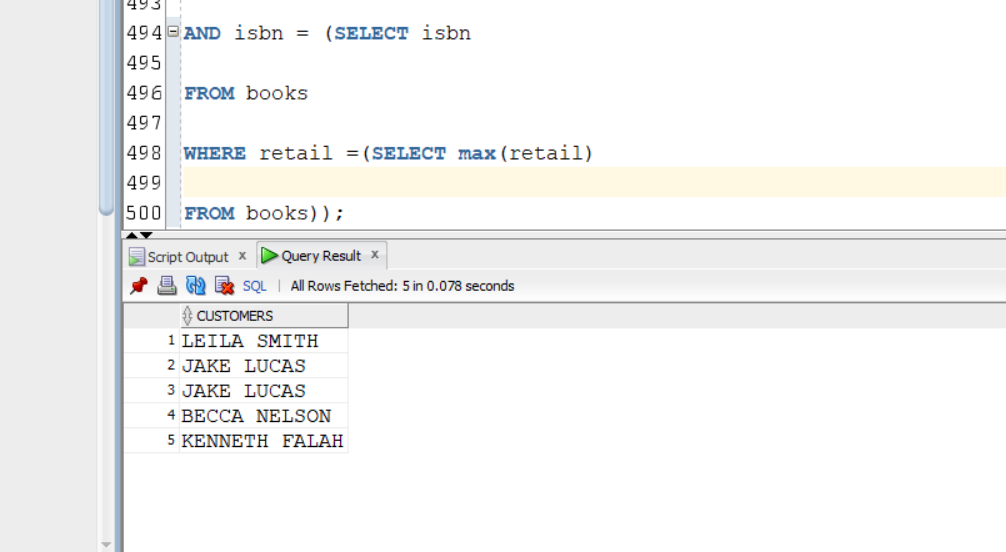 493
494 AND isbn = (SELECT isbn
495
496 FROM books
497
498 WHERE retail =(SELECT max(retail)
499
500 FROM books));
Script Output x Query Result x
SQL | All Rows Fetched: 5 in 0.078 seconds
CUSTOMERS
1 LEILA SMITH
2 JAKE LUCAS
3 JAKE LUCAS
4 BECCA NELSON
5 KENNETH FALAH